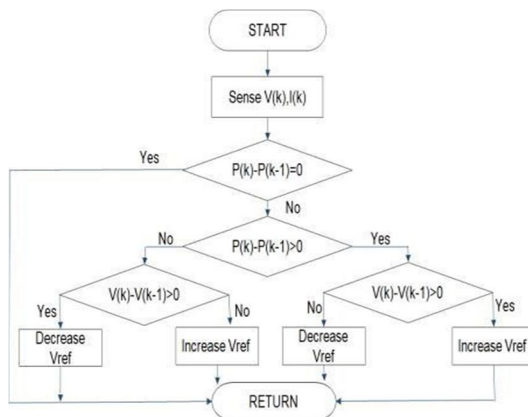 START
Sense V(k),I(k)
Yes
P(k)-P(k-1)=0
No
No
P(k)-P(k-1)>0
Yes
V(k)-V(k-1)>0
V(k)-V(k-1)>0
Yes
No
No
Yes
Decrease
Vref
Increase Vref
Decrease
Vref
Increase Vref
RETURN